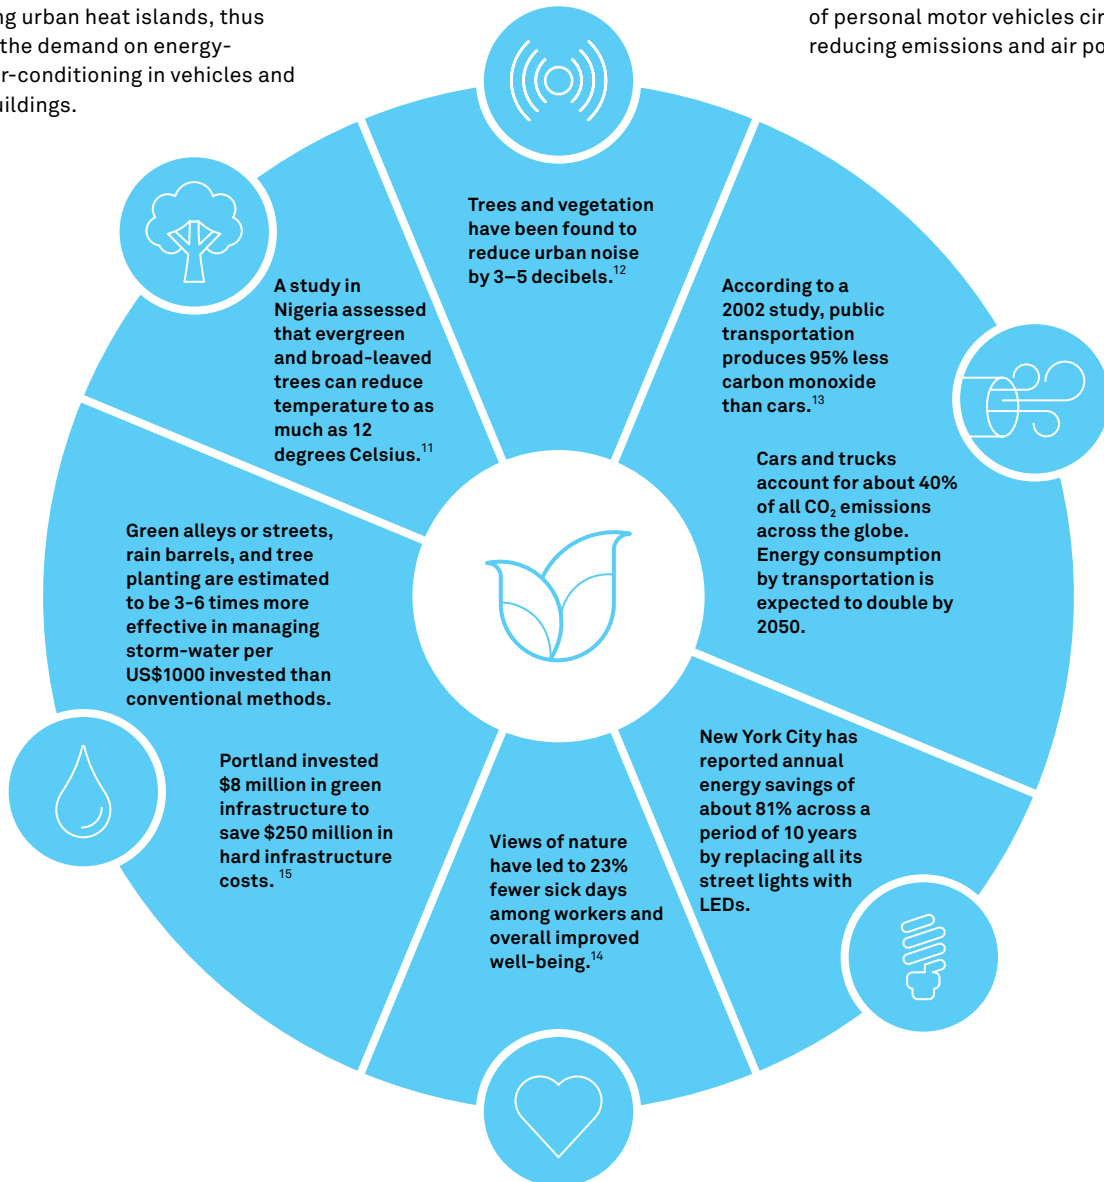 ng urban heat islands, thus
the demand on energy-
r-conditioning in vehicles and
uildings.
of personal motor vehicles cir
reducing emissions and air po
Trees and vegetation
have been found to
reduce urban noise
by 3–5 decibels.12
A study in
Nigeria assessed
that evergreen
and broad-leaved
trees can reduce
temperature to as
much as 12
degrees Celsius.11
According to a
2002 study, public
transportation
produces 95% less
carbon monoxide
than cars.13
Cars and trucks
account for about 40%
of all CO2 emissions
across the globe.
Energy consumption
by transportation is
expected to double by
2050.
Green alleys or streets,
rain barrels, and tree
planting are estimated
to be 3-6 times more
effective in managing
storm-water per
US$1000 invested than
conventional methods.
Portland invested
$8 million in green
infrastructure to
save $250 million in
hard infrastructure
costs. 15
Views of nature
have led to 23%
fewer sick days
among workers and
overall improved
well-being.14
New York City has
reported annual
energy savings of
about 81% across a
period of 10 years
by replacing all its
street lights with
LEDs.